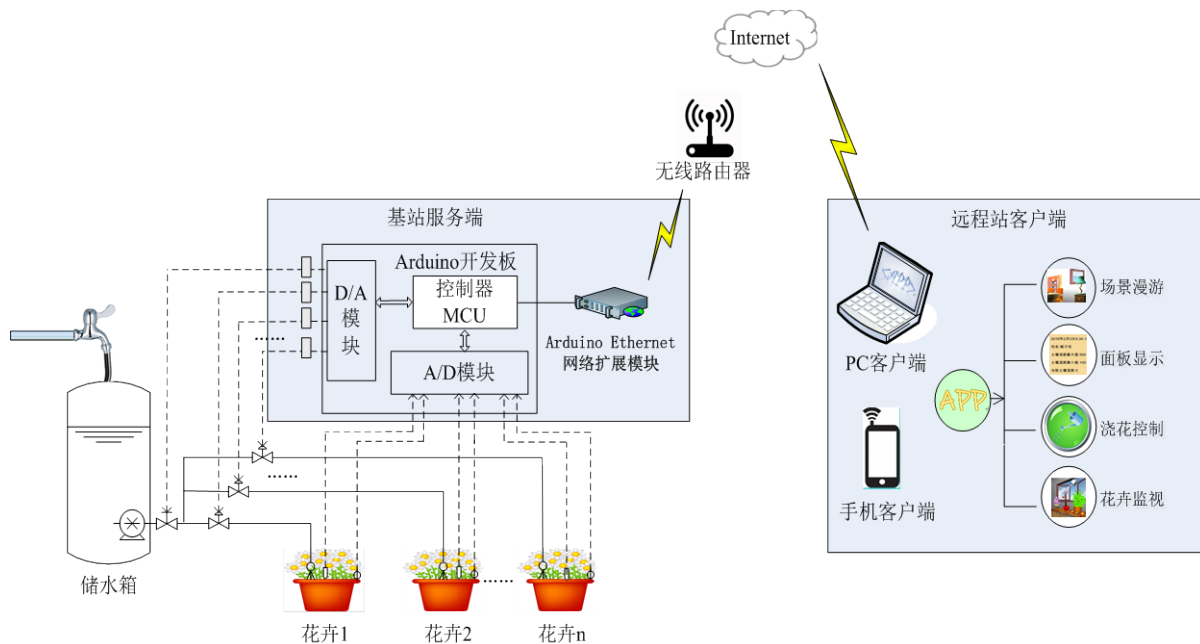 Internet
无线路由器
基站服务端
Arduino开发板
D/A
模
块
控制器
MCU
Arduino Ethernet
网络扩展模块
A/D模块
……
……
……
储水箱
花卉1
花卉2
花卉n
远程站客户端
PC客户端
手机客户端
APP
场景漫游
面板显示
浇花控制
花卉监视